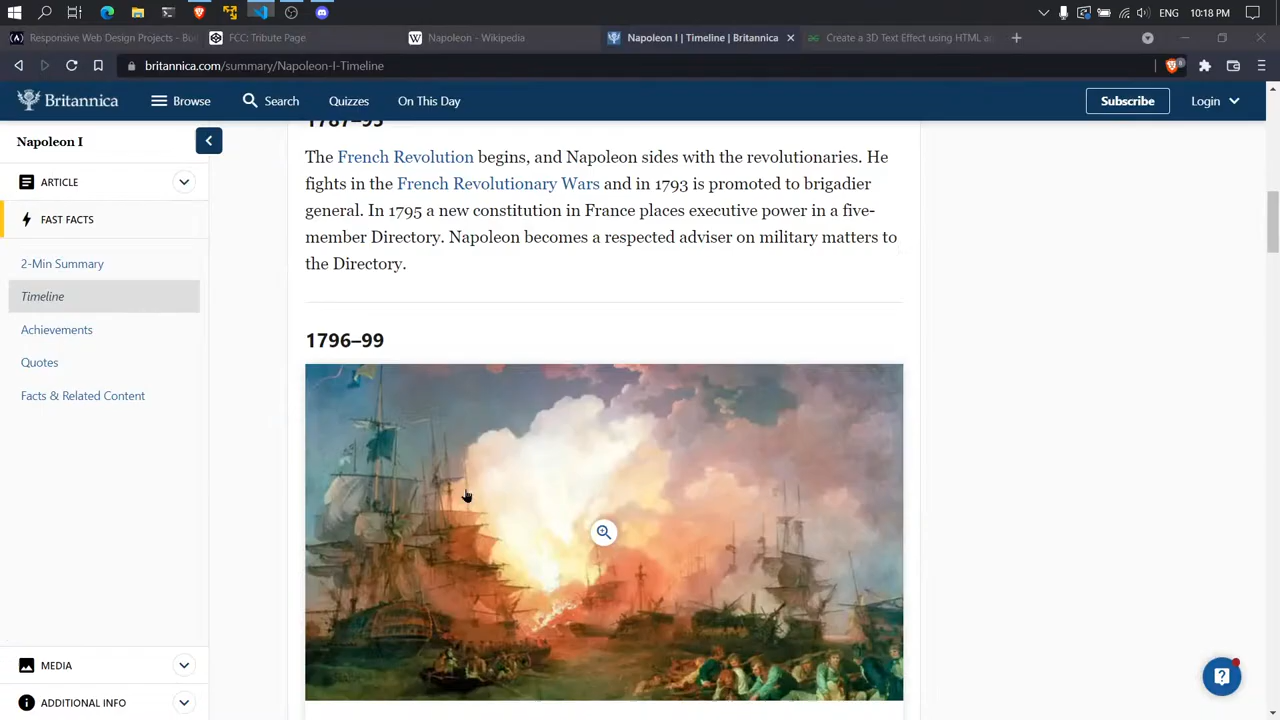 ENG 10:18 PM
Responsive Web Design Projects - Bu
FCC: Tribute Page
Napoleon - Wikipedia
Napoleon I | Timeline | Britannica
Create a 3D Text Effect using HTML a
britannica.com/summary/Napoleon-I-Timeline
Britannica
Browse
Search
Quizzes
On This Day
Subscribe
Login
Napoleon I
ARTICLE
FAST FACTS
2-Min Summary
Timeline
Achievements
Quotes
Facts & Related Content
MEDIA
ADDITIONAL INFO
The French Revolution begins, and Napoleon sides with the revolutionaries. He
fights in the French Revolutionary Wars and in 1793 is promoted to brigadier
general. In 1795 a new constitution in France places executive power in a five-
member Directory. Napoleon becomes a respected adviser on military matters to
the Directory.
1796–99